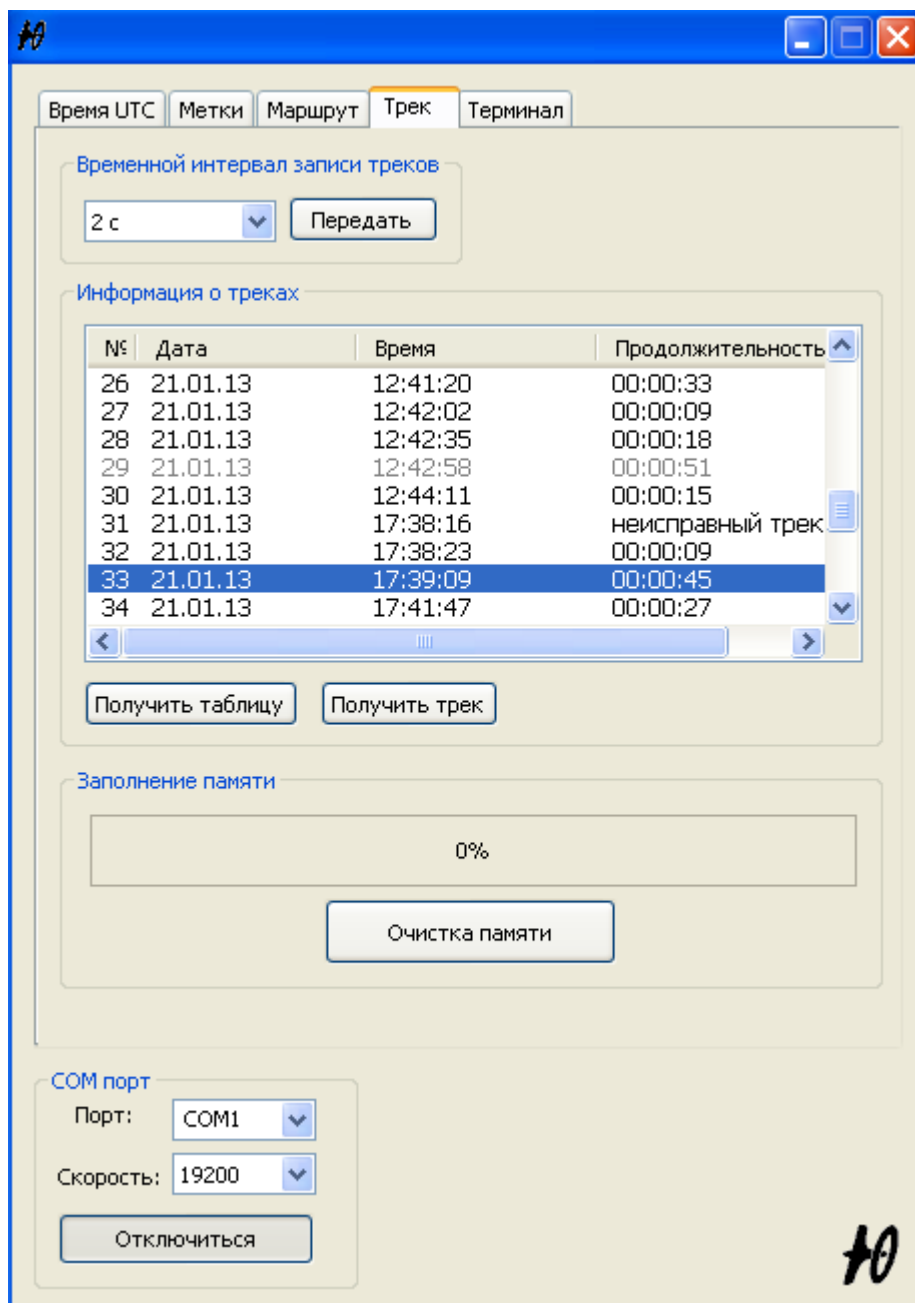 Ю
Время UTC Метки Маршрут Трек Терминал
Временной интервал записи треков
2 с Передать
Информация о треках
№ Дата Время Продолжительность
26 21.01.13 12:41:20 00:00:33
27 21.01.13 12:42:02 00:00:09
28 21.01.13 12:42:35 00:00:18
29 21.01.13 12:42:58 00:00:51
30 21.01.13 12:44:11 00:00:15
31 21.01.13 17:38:16 неисправный трек
32 21.01.13 17:38:23 00:00:09
33 21.01.13 17:39:09 00:00:45
34 21.01.13 17:41:47 00:00:27
Получить таблицу Получить трек
Заполнение памяти
0%
Очистка памяти
COM порт
Порт: COM1
Скорость: 19200
Отключиться
Ю